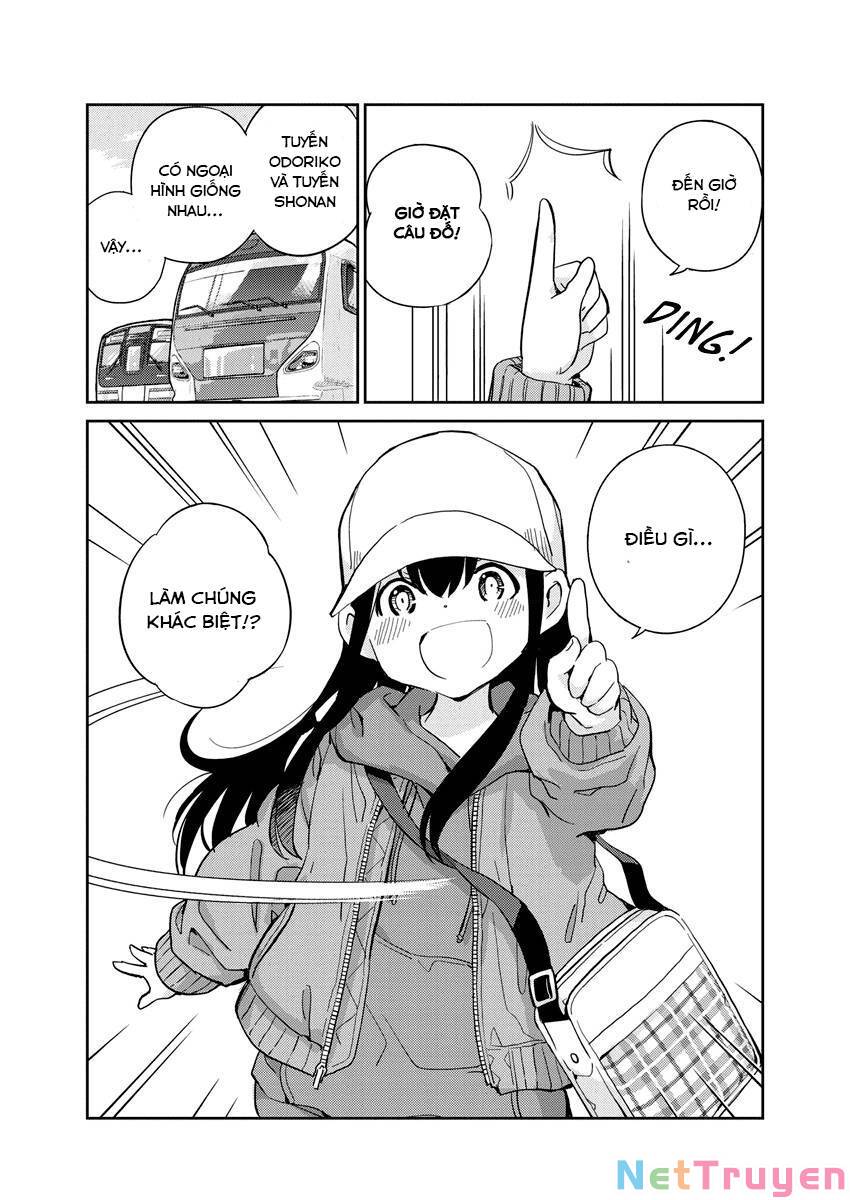 ĐẾN GIỜ
RỒI!
GIỜ ĐẶT
CÂU ĐỐ!
DING!
TUYẾN
ODORIKO
VÀ TUYẾN
SHONAN
CÓ NGOẠI
HÌNH GIỐNG
NHAU...
VẬY...
ĐIỀU GÌ...
LÀM CHÚNG
KHÁC BIỆT!?
NetTruyen